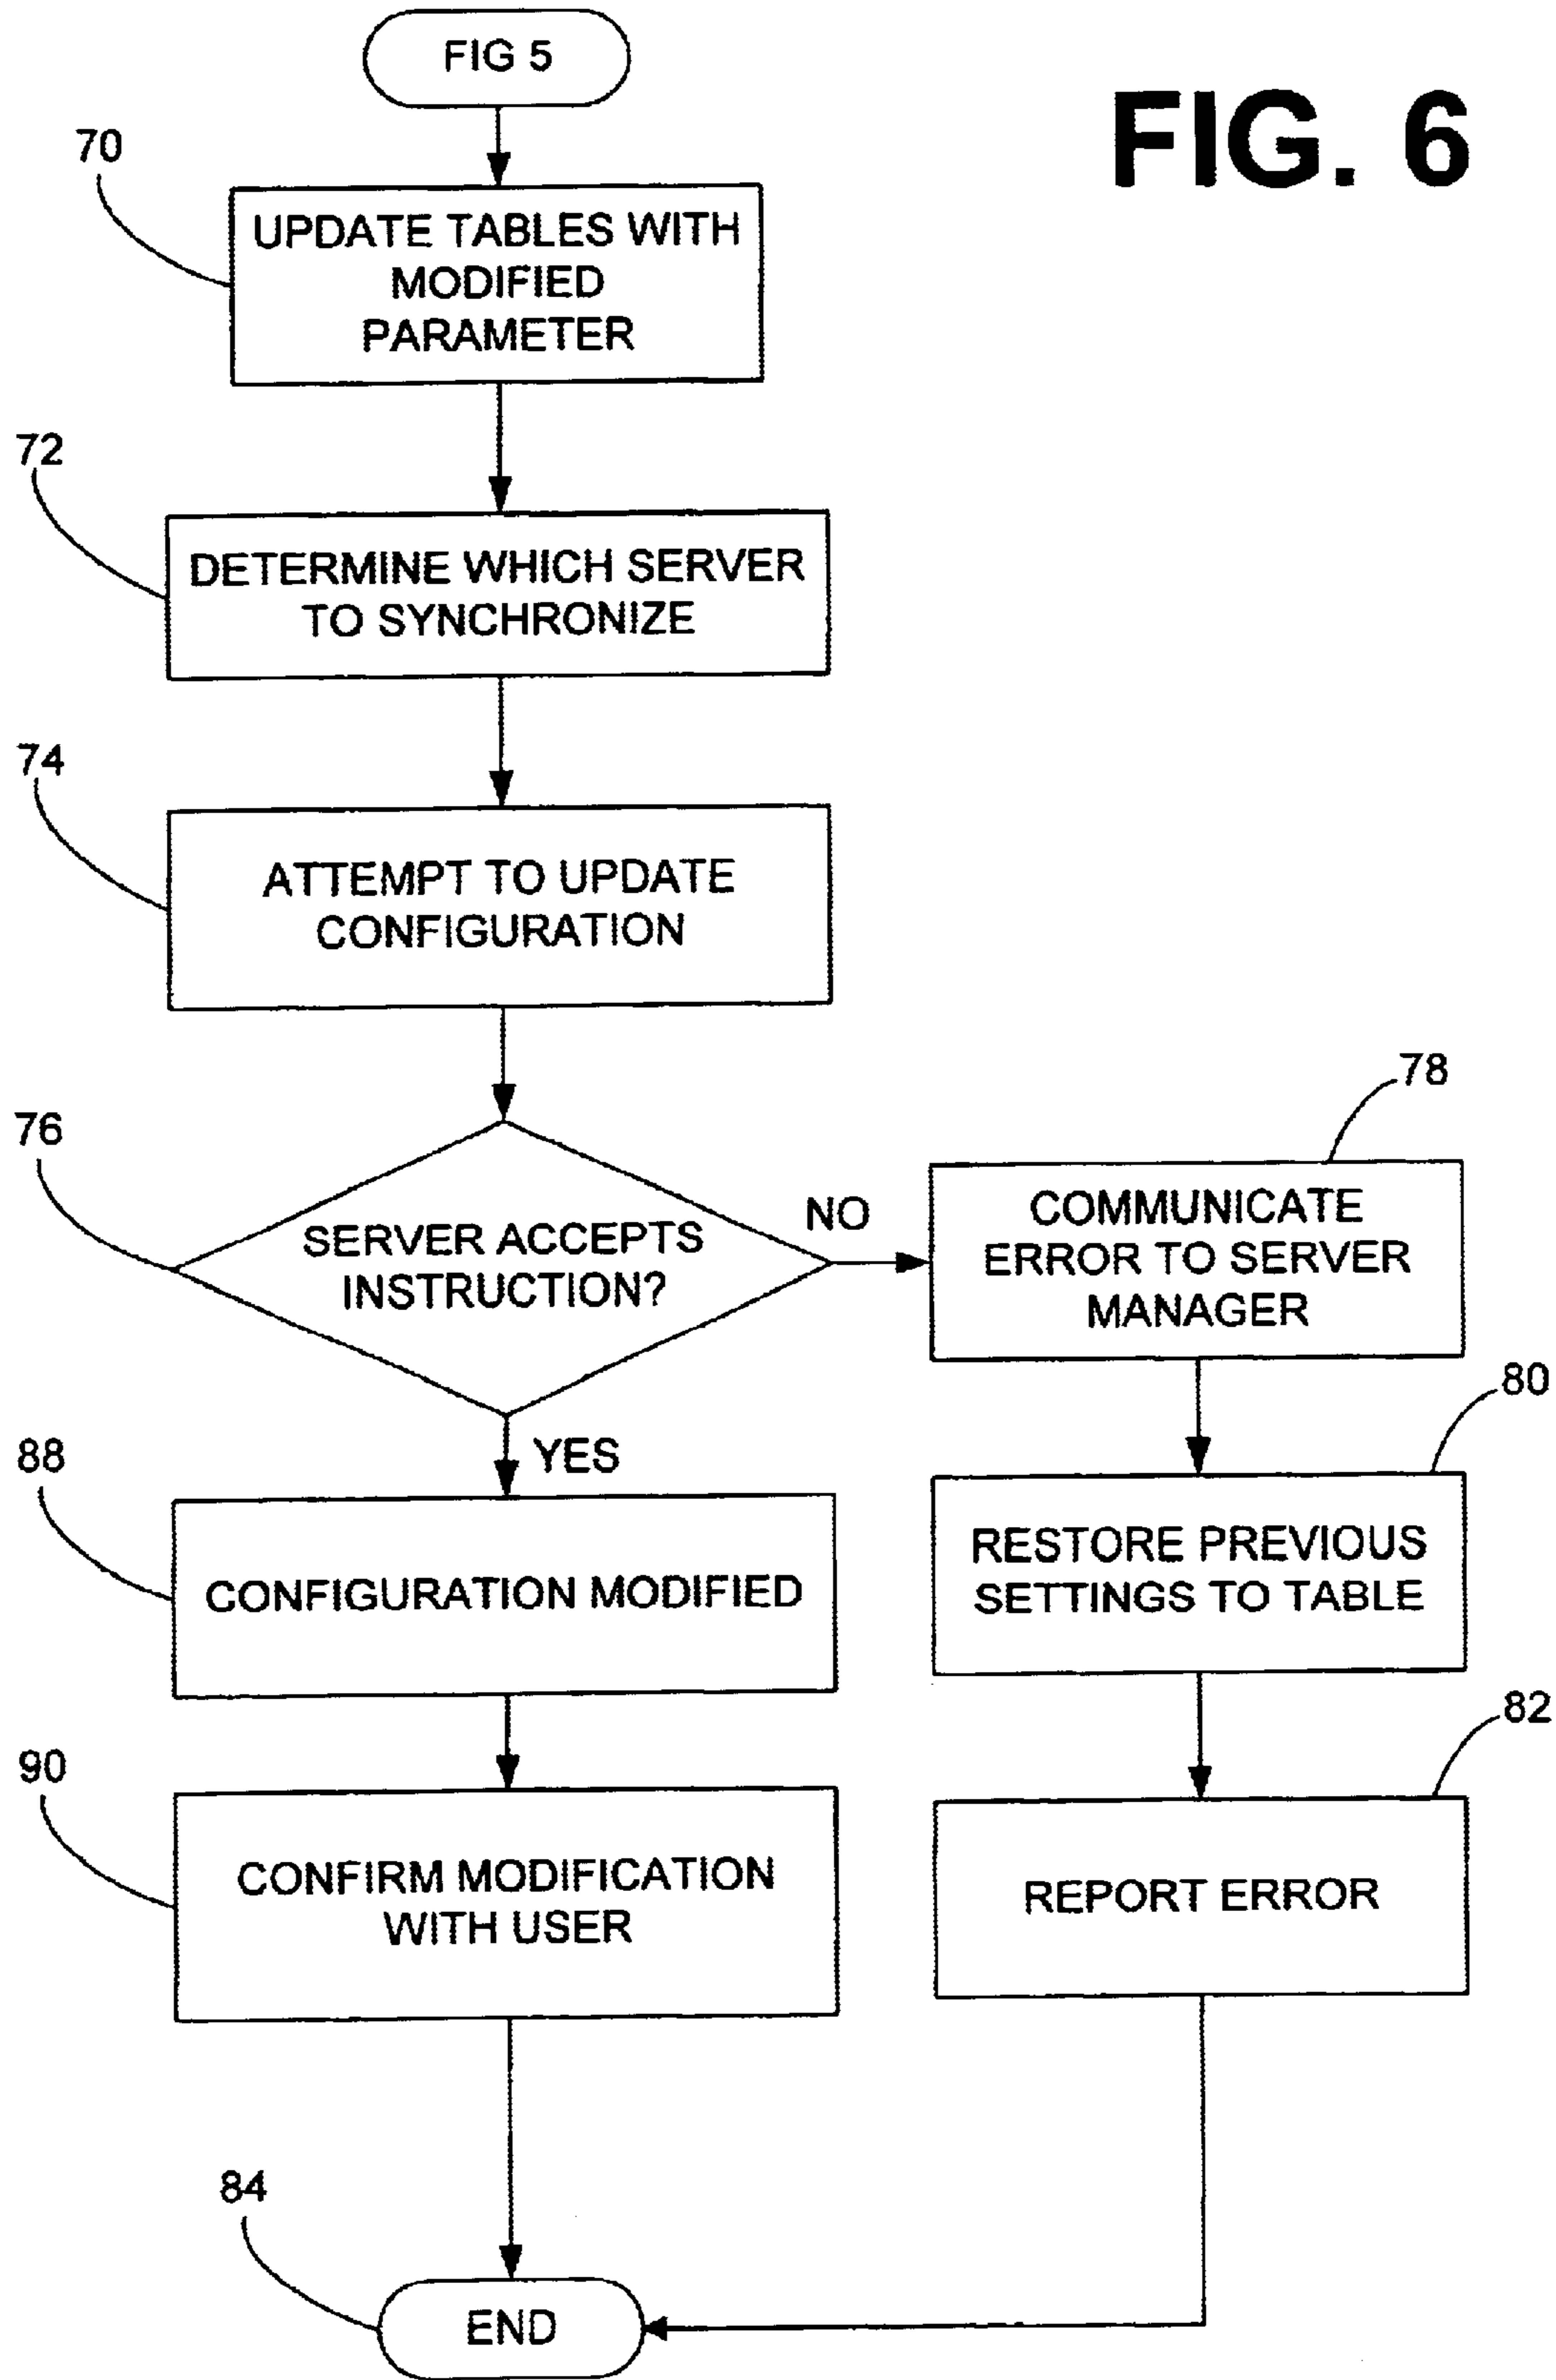 FIG 5
FIG. 6
70
UPDATE TABLES WITH
MODIFIED
PARAMETER
72
DETERMINE WHICH SERVER
TO SYNCHRONIZE
74
ATTEMPT TO UPDATE
CONFIGURATION
76
SERVER ACCEPTS
INSTRUCTION?
NO
78
COMMUNICATE
ERROR TO SERVER
MANAGER
YES
80
RESTORE PREVIOUS
SETTINGS TO TABLE
88
CONFIGURATION MODIFIED
82
REPORT ERROR
90
CONFIRM MODIFICATION
WITH USER
84
END